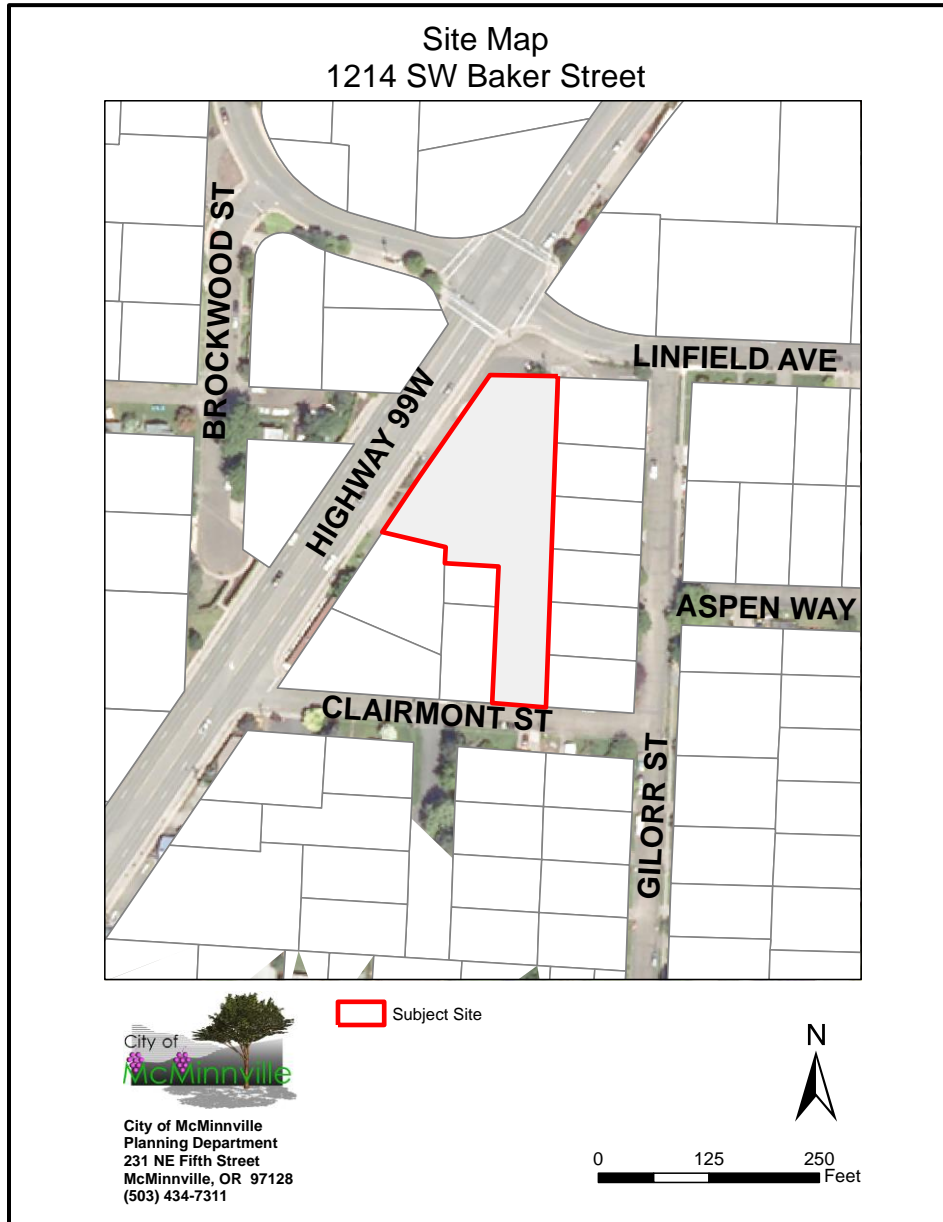 Site Map
1214 SW Baker Street
BROCKWOOD ST
LINFIELD AVE
HIGHWAY 99W
ASPEN WAY
CLAIRMONT ST
GILORR ST
Subject Site
City of
McMinnville
N
City of McMinnville
Planning Department
231 NE Fifth Street
McMinnville, OR 97128
(503) 434-7311
0 125 250
Feet